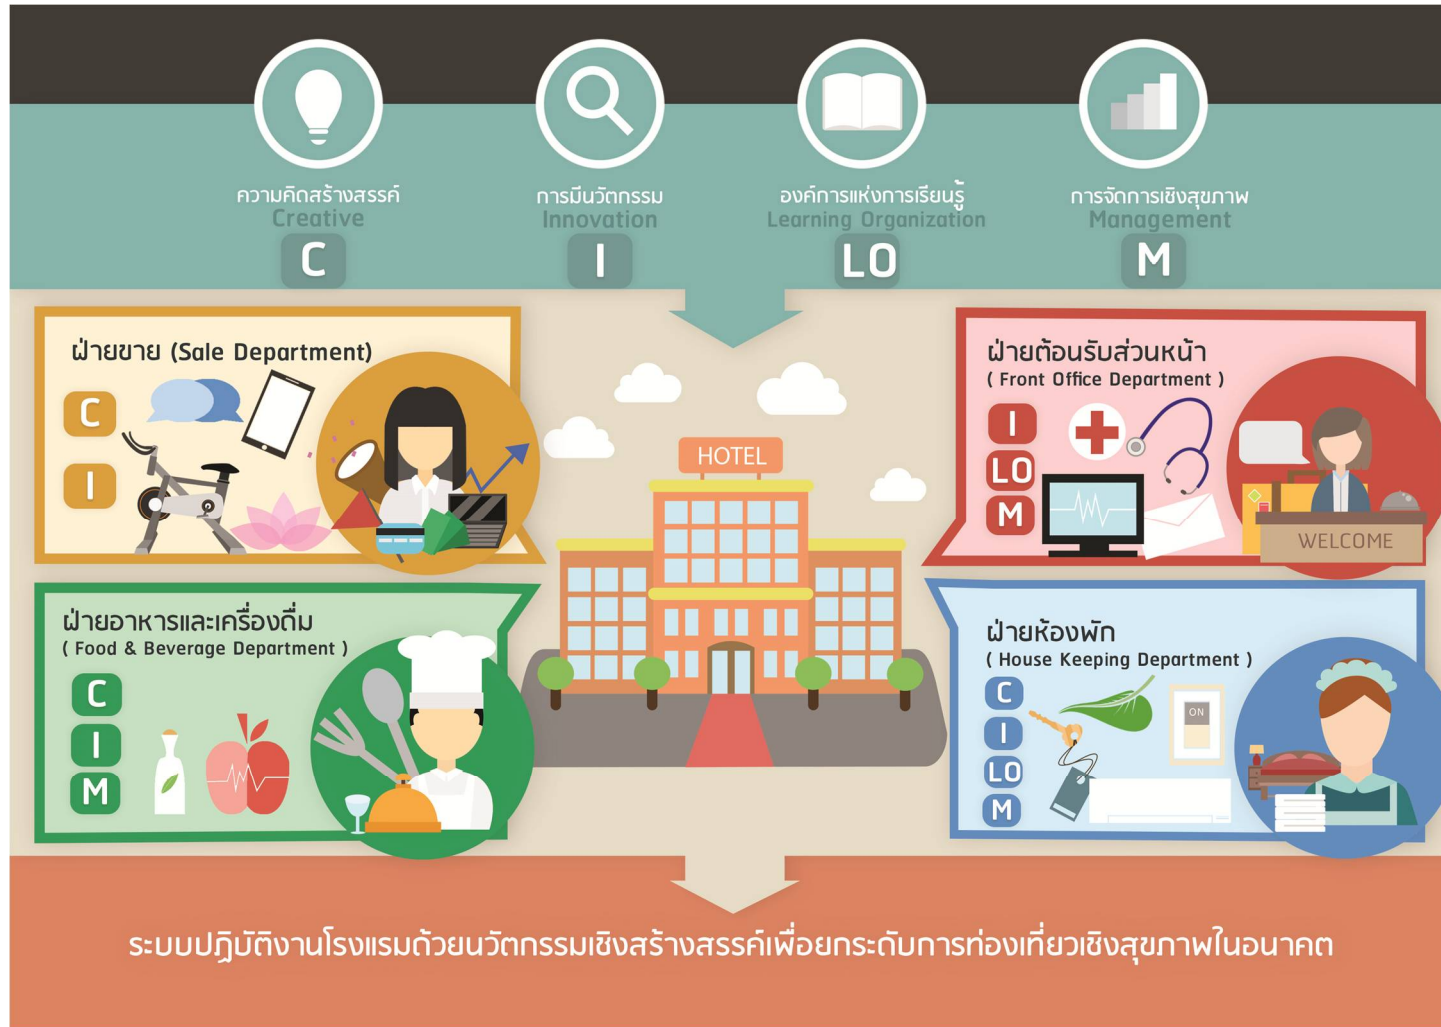 ความคิดสร้างสรรค์
Creative
C
การมีนวัตกรรม
Innovation
I
องค์การแห่งการเรียนรู้
Learning Organization
LO
การจัดการเชิงสุขภาพ
Management
M
ฝ่ายขาย (Sale Department)
C
I
ฝ่ายต้อนรับส่วนหน้า
( Front Office Department )
I
LO
M
WELCOME
HOTEL
ฝ่ายอาหารและเครื่องดื่ม
( Food & Beverage Department )
C
I
M
ฝ่ายห้องพัก
( House Keeping Department )
C
I
LO
M
ON
ระบบปฏิบัติงานโรงแรมด้วยนวัตกรรมเชิงสร้างสรรค์เพื่อยกระดับการท่องเที่ยวเชิงสุขภาพในอนาคต